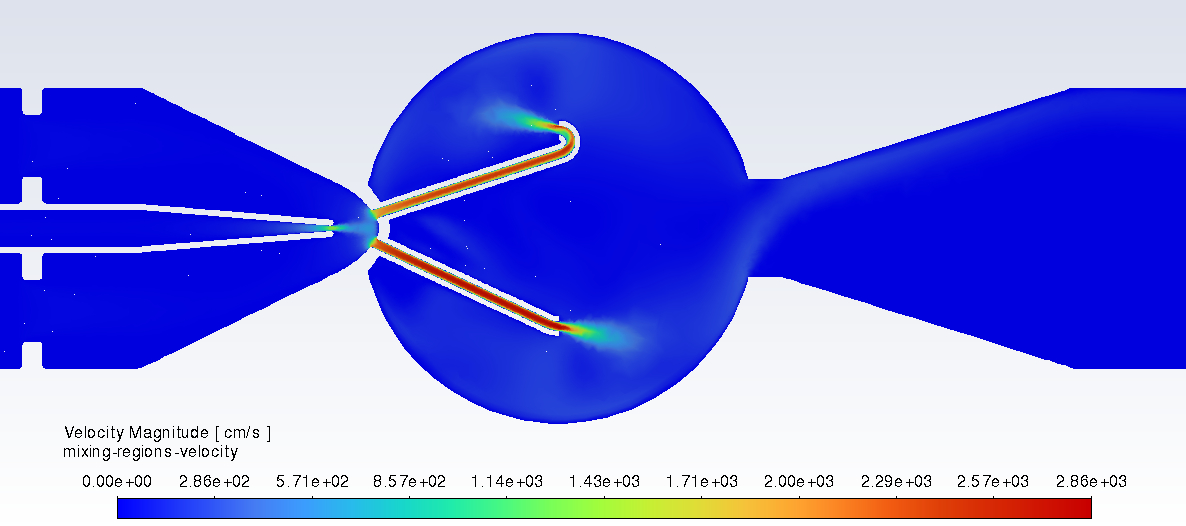 Velocity Magnitude [ cm/s ]
mixing-regions-velocity
0.00e+00 2.86e+02 5.71e+02 8.57e+02 1.14e+03 1.43e+03 1.71e+03 2.00e+03 2.29e+03 2.57e+03 2.86e+03